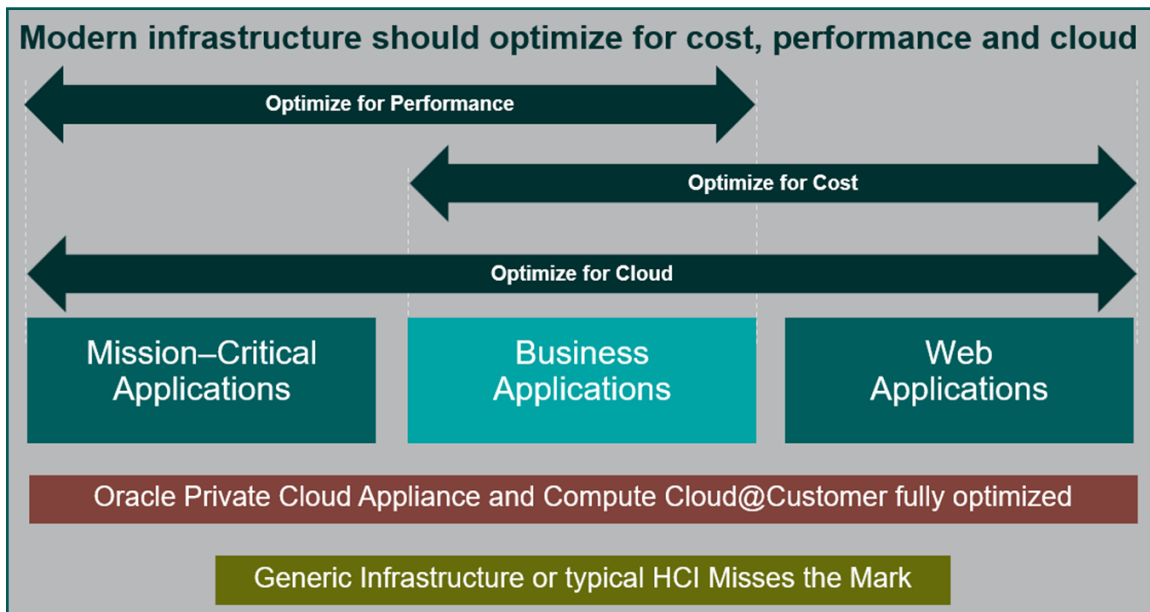 Modern infrastructure should optimize for cost, performance and cloud
Optimize for Performance
Optimize for Cost
Optimize for Cloud
Mission–Critical
Applications
Business
Applications
Web
Applications
Oracle Private Cloud Appliance and Compute Cloud@Customer fully optimized
Generic Infrastructure or typical HCI Misses the Mark